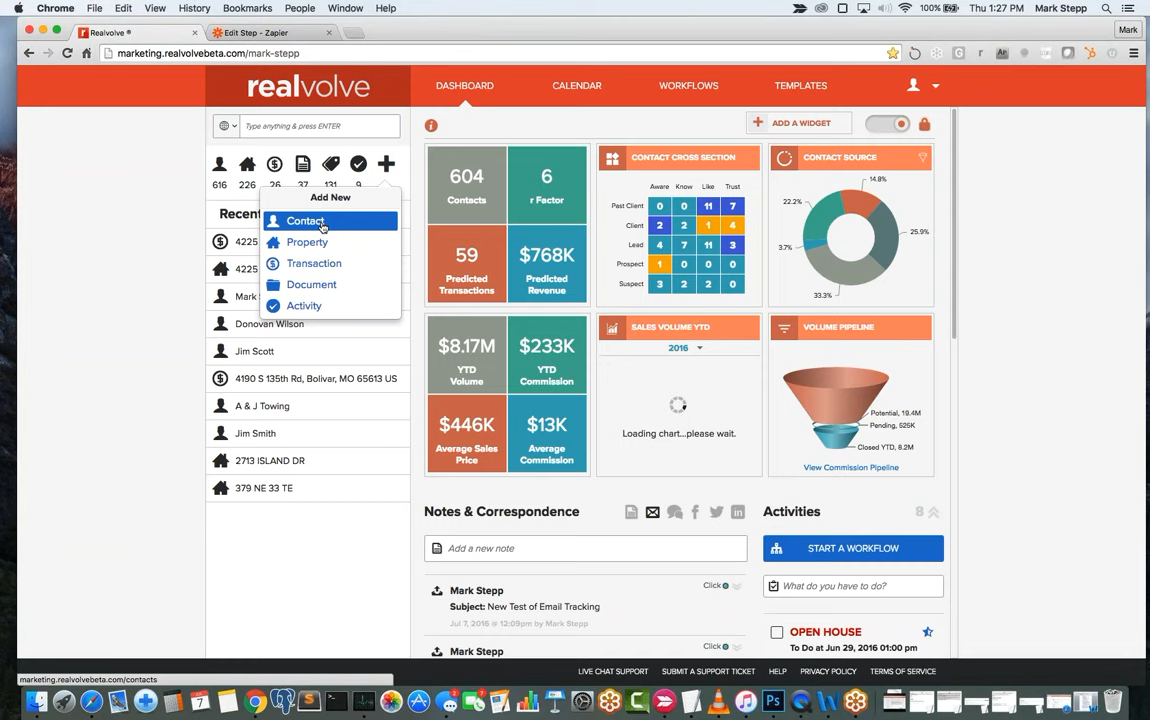 Chrome File Edit View History Bookmarks People Window Help 100% Thu 1:27 PM Mark Stepp
Realvolve ® × Edit Step - Zapier × Mark
marketing.realvolvebeta.com/mark-stepp
realvolve DASHBOARD CALENDAR WORKFLOWS TEMPLATES
Type anything & press ENTER
+ ADD A WIDGET
616 226 26 37 131 9
Add New
Contact
Property
Transaction
Document
Activity
Recent
4225
4225
Mark
Donovan Wilson
Jim Scott
4190 S 135th Rd, Bolivar, MO 65613 US
A & J Towing
Jim Smith
2713 ISLAND DR
379 NE 33 TE
604
Contacts
6
r Factor
59
Predicted
Transactions
$768K
Predicted
Revenue
CONTACT CROSS SECTION
Aware Know Like Trust
Past Client 0 0 11 7
Client 2 2 1 4
Lead 4 7 11 3
Prospect 1 0 0 0
Suspect 3 2 2 0
CONTACT SOURCE
14.8%
22.2%
25.9%
3.7%
33.3%
$8.17M
YTD
Volume
$233K
YTD
Commission
$446K
Average Sales
Price
$13K
Average
Commission
SALES VOLUME YTD
2016
Loading chart...please wait.
VOLUME PIPELINE
Potential, 19.4M
Pending, 525K
Closed YTD, 8.2M
View Commission Pipeline
Notes & Correspondence
Add a new note
Mark Stepp Click
Subject: New Test of Email Tracking
Jul 7, 2016 @ 12:09pm by Mark Stepp
Mark Stepp Click
Activities 8
START A WORKFLOW
What do you have to do?
OPEN HOUSE
To Do at Jun 29, 2016 01:00 pm
LIVE CHAT SUPPORT SUBMIT A SUPPORT TICKET HELP PRIVACY POLICY TERMS OF SERVICE
marketing.realvolvebeta.com/contacts